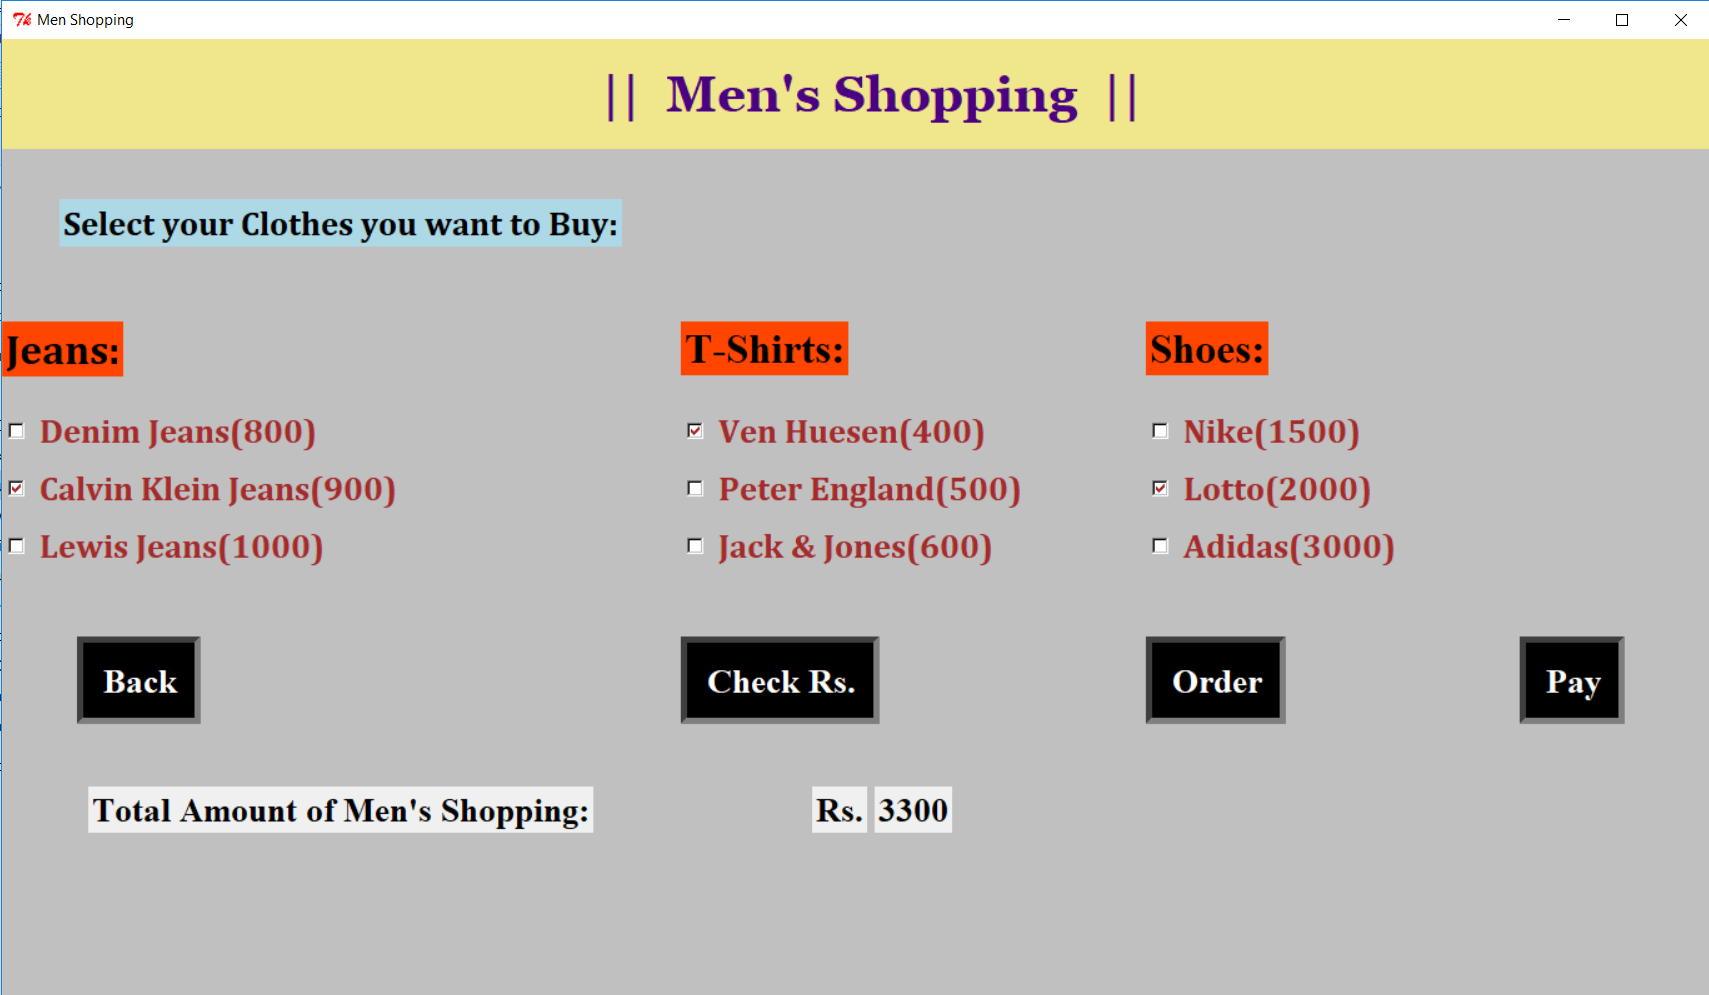 Men Shopping
|| Men's Shopping ||
Select your Clothes you want to Buy:
Jeans: T-Shirts: Shoes:
Denim Jeans(800) Ven Huesen(400) Nike(1500)
Calvin Klein Jeans(900) Peter England(500) Lotto(2000)
Lewis Jeans(1000) Jack & Jones(600) Adidas(3000)
Back Check Rs. Order Pay
Total Amount of Men's Shopping: Rs. 3300